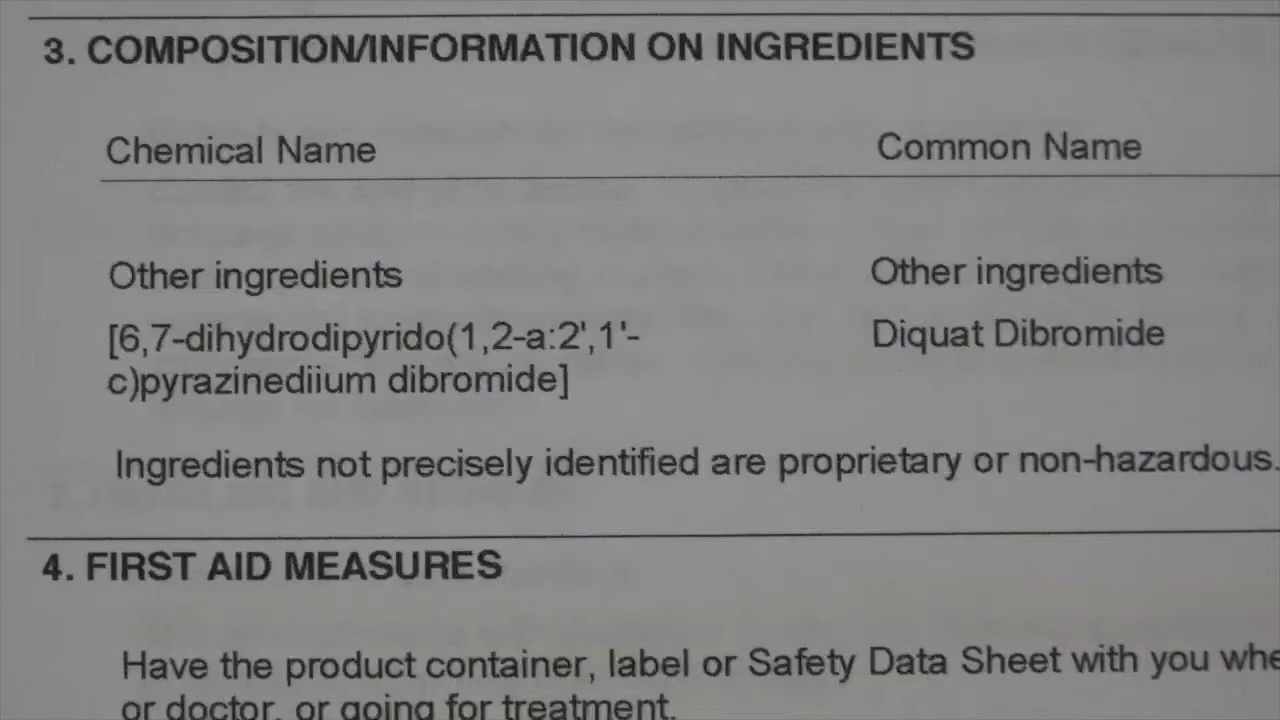 3. COMPOSITION/INFORMATION ON INGREDIENTS
Chemical Name Common Name
Other ingredients Other ingredients
[6,7-dihydrodipyrido(1,2-a:2',1'- Diquat Dibromide
c)pyrazinediium dibromide]
Ingredients not precisely identified are proprietary or non-hazardous.
4. FIRST AID MEASURES
Have the product container, label or Safety Data Sheet with you
or doctor, or going for treatment.